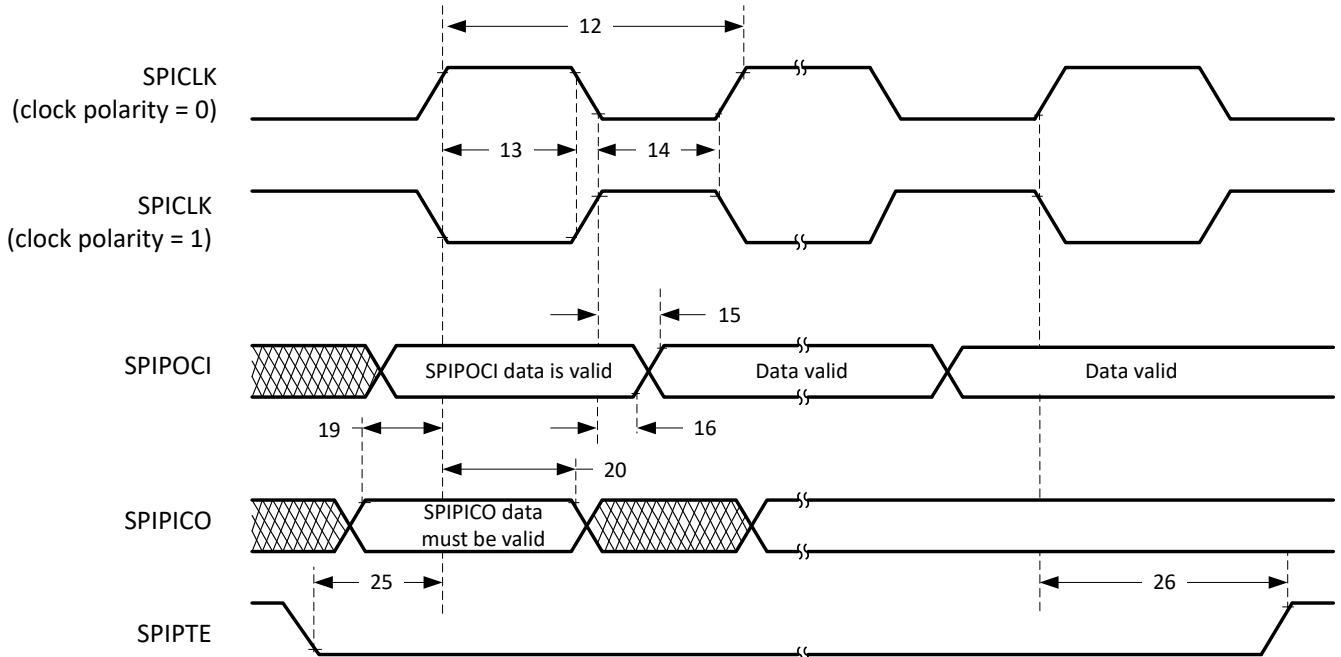 12
SPICLK
(clock polarity = 0)
13
14
SPICLK
(clock polarity = 1)
15
SPIPOCI
SPIPOCI data is valid
Data valid
Data valid
19
16
20
SPIPICO
SPIPICO data
must be valid
25
26
SPIPTE